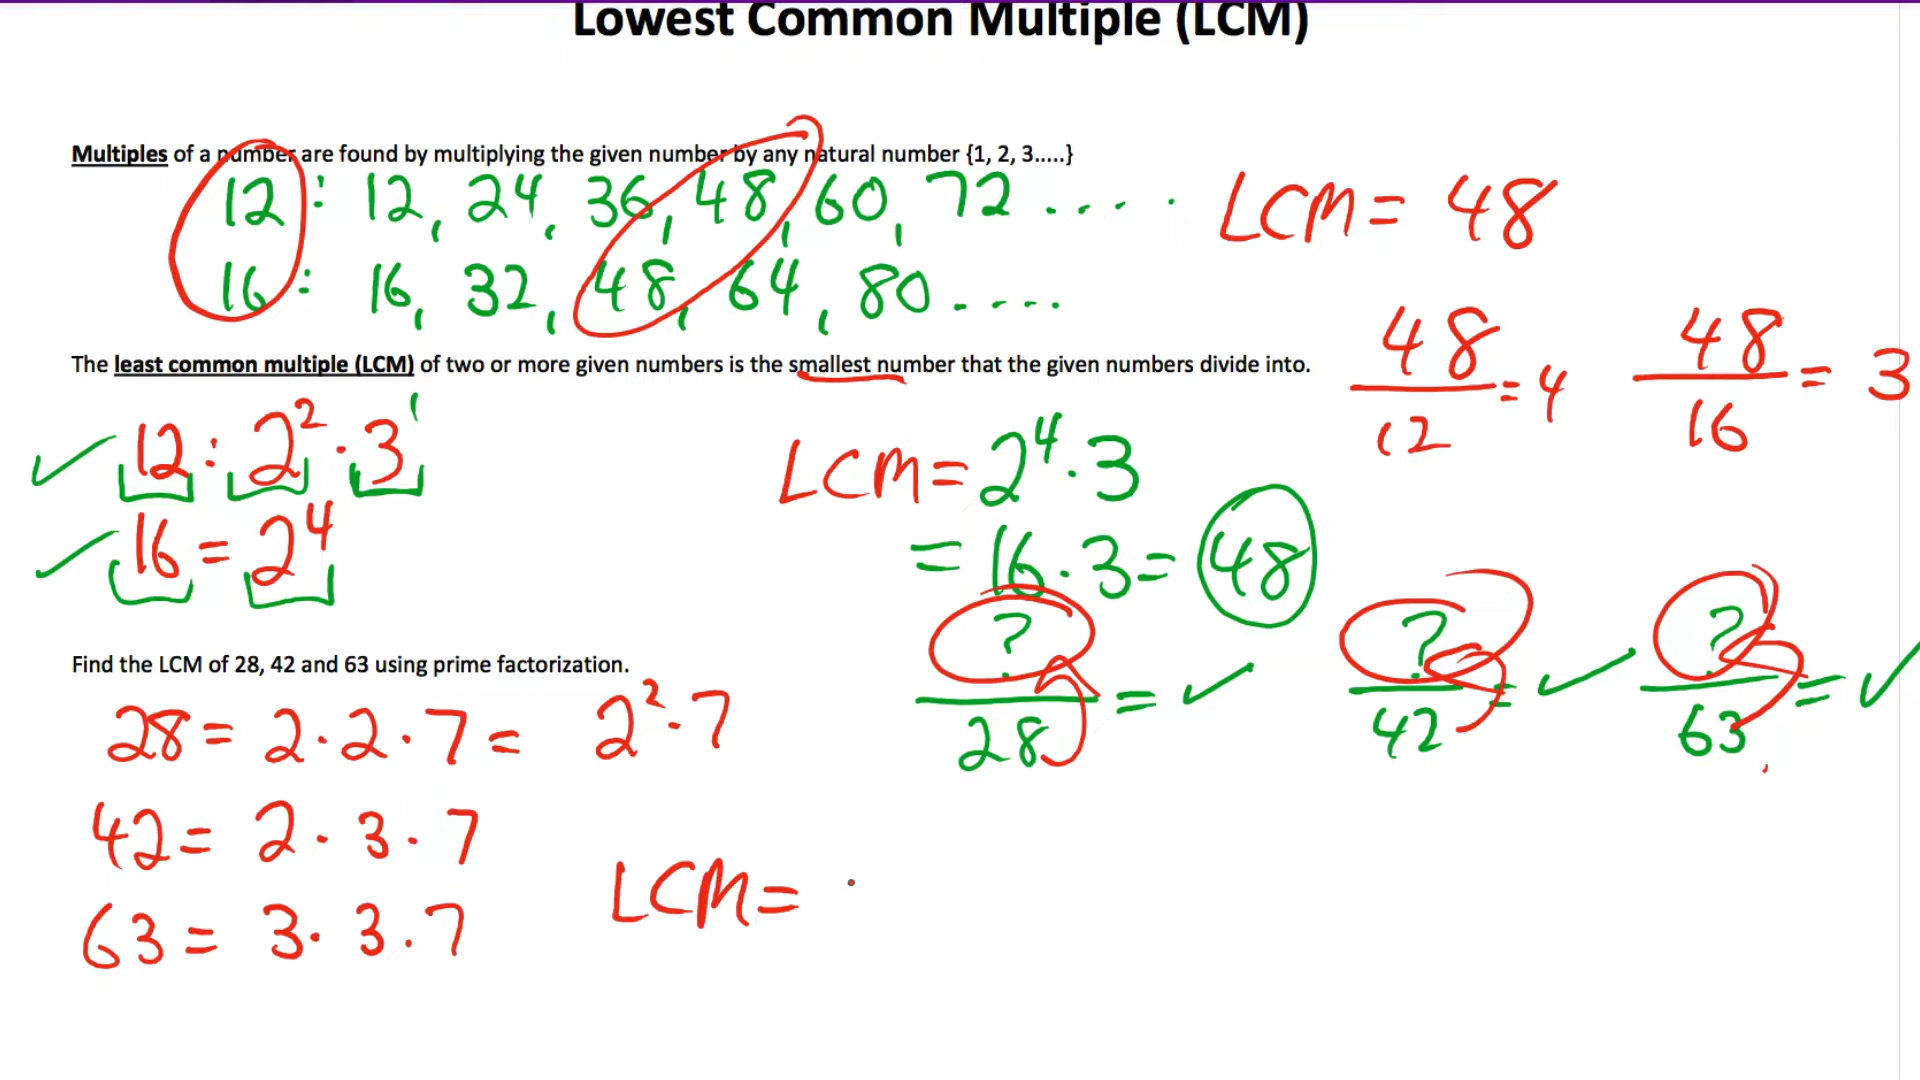 Lowest Common Multiple (LCM)
Multiples of a number are found by multiplying the given number by any natural number {1, 2, 3.....}
12 : 12, 24, 36, 48, 60, 72 .... LCM = 48
16 : 16, 32, 48, 64, 80 ....
48/12 = 4 48/16 = 3
The least common multiple (LCM) of two or more given numbers is the smallest number that the given numbers divide into.
✓ 12 : 2² · 3¹
LCM = 2⁴ · 3
✓ 16 = 2⁴
= 16 · 3 = 48
Find the LCM of 28, 42 and 63 using prime factorization.
?/28 = ✓ ?/42 = ✓ ?/63 = ✓
28 = 2 · 2 · 7 = 2² · 7
42 = 2 · 3 · 7
LCM =
63 = 3 · 3 · 7